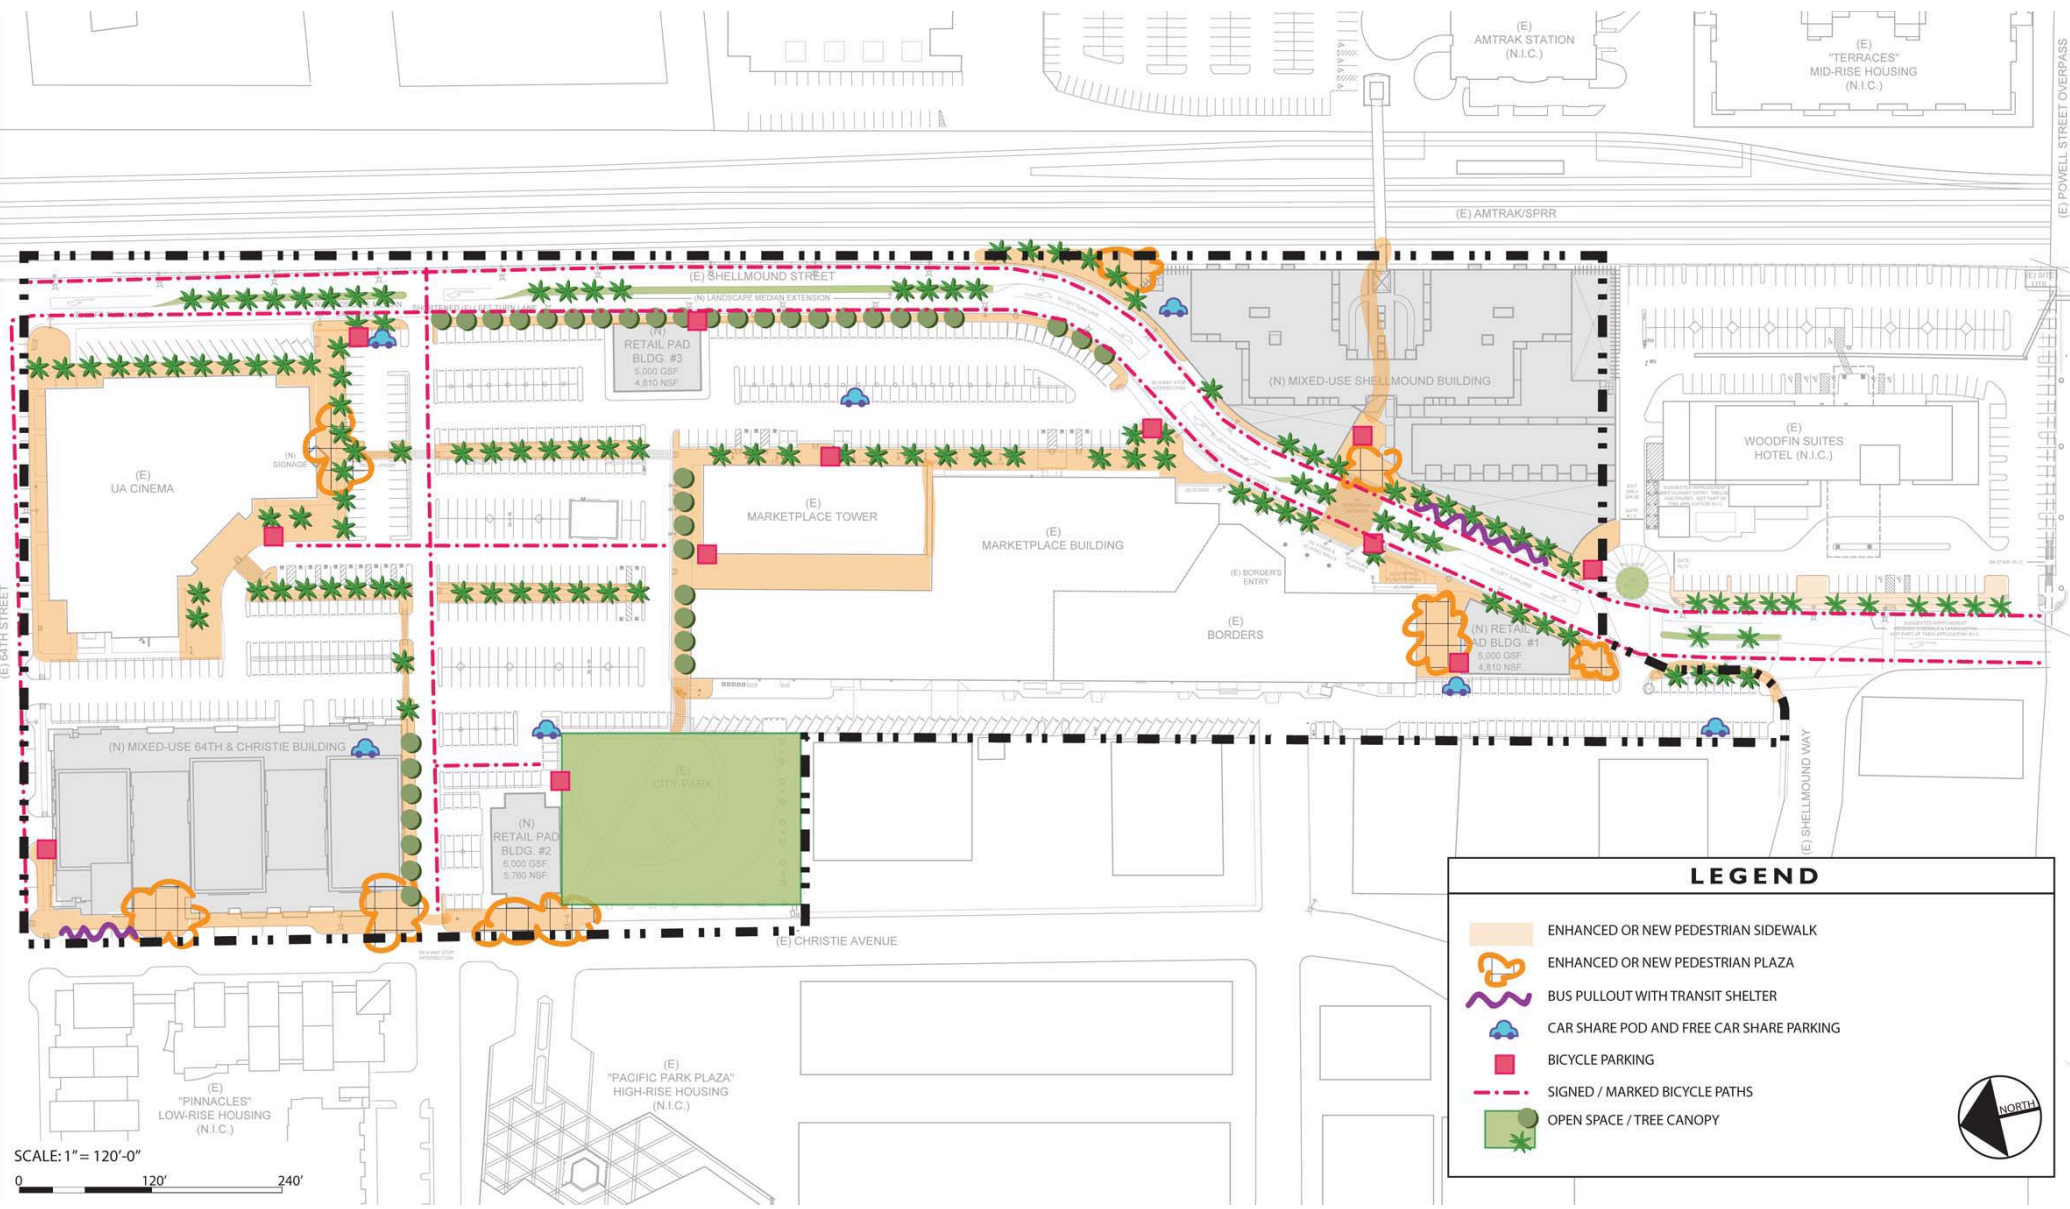 (E)
AMTRAK STATION
(N.I.C.)
(E)
"TERRACES"
MID-RISE HOUSING
(N.I.C.)
(E) POWELL STREET OVERPASS
(E) AMTRAK/SPRR
(E) SHELLMOUND STREET
(N) LANDSCAPE MEDIAN EXTENSION
(N)
RETAIL PAD
BLDG. #3
5,000 GSF.
4,810 NSF.
(N) MIXED-USE SHELLMOUND BUILDING
(E)
WOODFIN SUITES
HOTEL (N.I.C.)
(N)
SIGNAGE
(E)
UA CINEMA
(E)
MARKETPLACE TOWER
(E)
MARKETPLACE BUILDING
(E) BORDER'S
ENTRY
(E)
BORDERS
(N) RETAIL
AD BLDG. #1
5,000 GSF.
4,810 NSF.
(E) 64TH STREET
(N) MIXED-USE 64TH & CHRISTIE BUILDING
(E)
CITY PARK
(N)
RETAIL PAD
BLDG. #2
6,000 GSF.
5,760 NSF.
(E) SHELLMOUND WAY
(E) CHRISTIE AVENUE
(E)
"PINNACLES"
LOW-RISE HOUSING
(N.I.C.)
(E)
"PACIFIC PARK PLAZA"
HIGH-RISE HOUSING
(N.I.C.)
SCALE: 1" = 120'-0"
0 120' 240'
LEGEND
ENHANCED OR NEW PEDESTRIAN SIDEWALK
ENHANCED OR NEW PEDESTRIAN PLAZA
BUS PULLOUT WITH TRANSIT SHELTER
CAR SHARE POD AND FREE CAR SHARE PARKING
BICYCLE PARKING
SIGNED / MARKED BICYCLE PATHS
OPEN SPACE / TREE CANOPY
NORTH